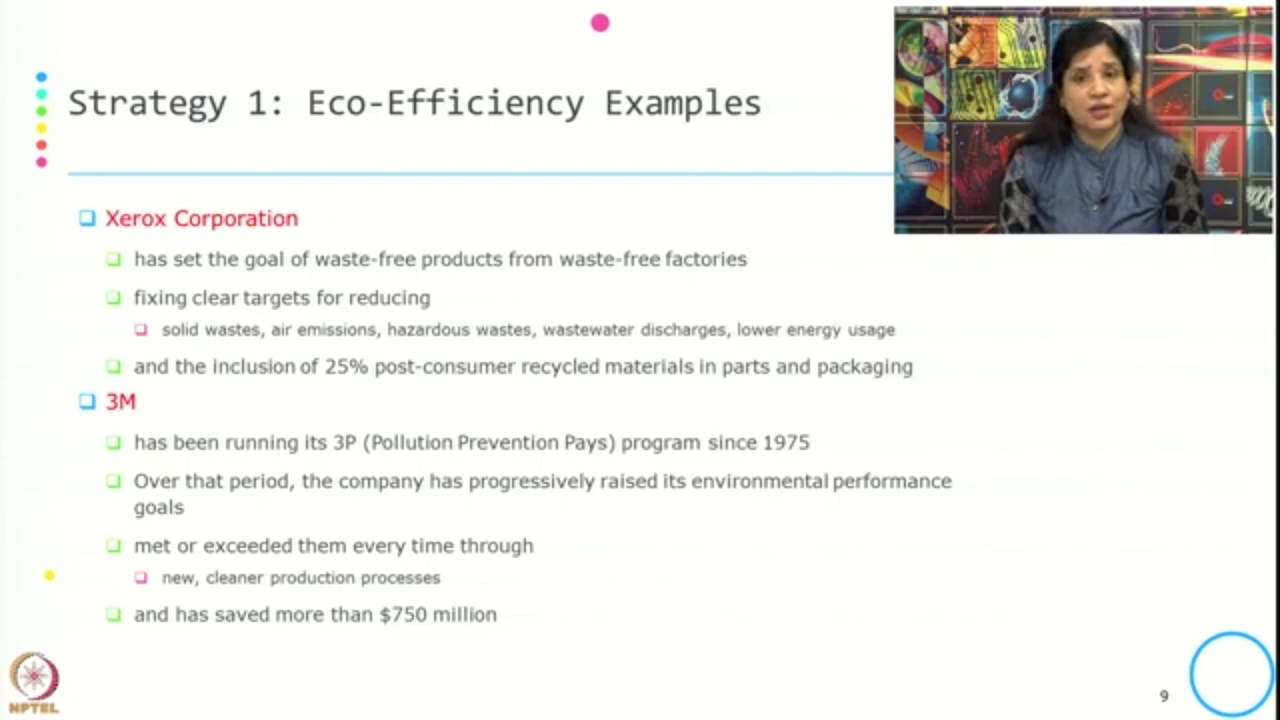 Strategy 1: Eco-Efficiency Examples
Xerox Corporation
has set the goal of waste-free products from waste-free factories
fixing clear targets for reducing
solid wastes, air emissions, hazardous wastes, wastewater discharges, lower energy usage
and the inclusion of 25% post-consumer recycled materials in parts and packaging
3M
has been running its 3P (Pollution Prevention Pays) program since 1975
Over that period, the company has progressively raised its environmental performance
goals
met or exceeded them every time through
new, cleaner production processes
and has saved more than $750 million
NPTEL
9